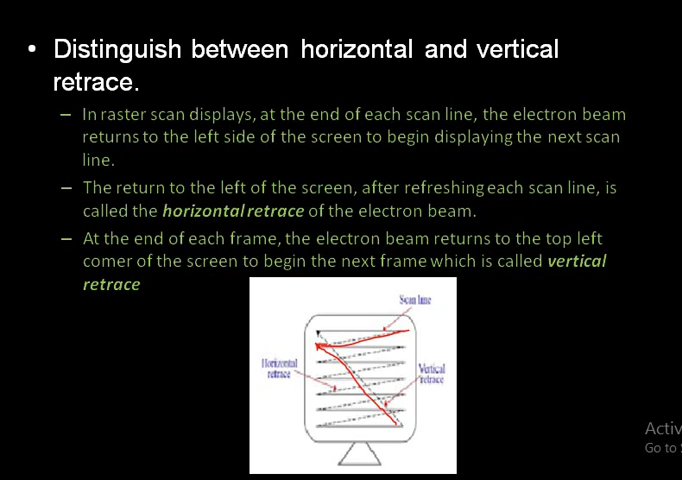 • Distinguish between horizontal and vertical
retrace.
– In raster scan displays, at the end of each scan line, the electron beam
returns to the left side of the screen to begin displaying the next scan
line.
– The return to the left of the screen, after refreshing each scan line, is
called the horizontal retrace of the electron beam.
– At the end of each frame, the electron beam returns to the top left
comer of the screen to begin the next frame which is called vertical
retrace
Scan line
Horizontal
retrace
Vertical
retrace
Activ
Go to S